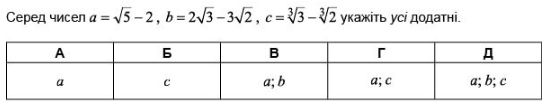 Серед чисел a = √5 − 2 , b = 2√3 − 3√2 , c = ∛3 − ∛2 укажіть усі додатні.
А Б В Г Д
a c a; b a; c a; b; c